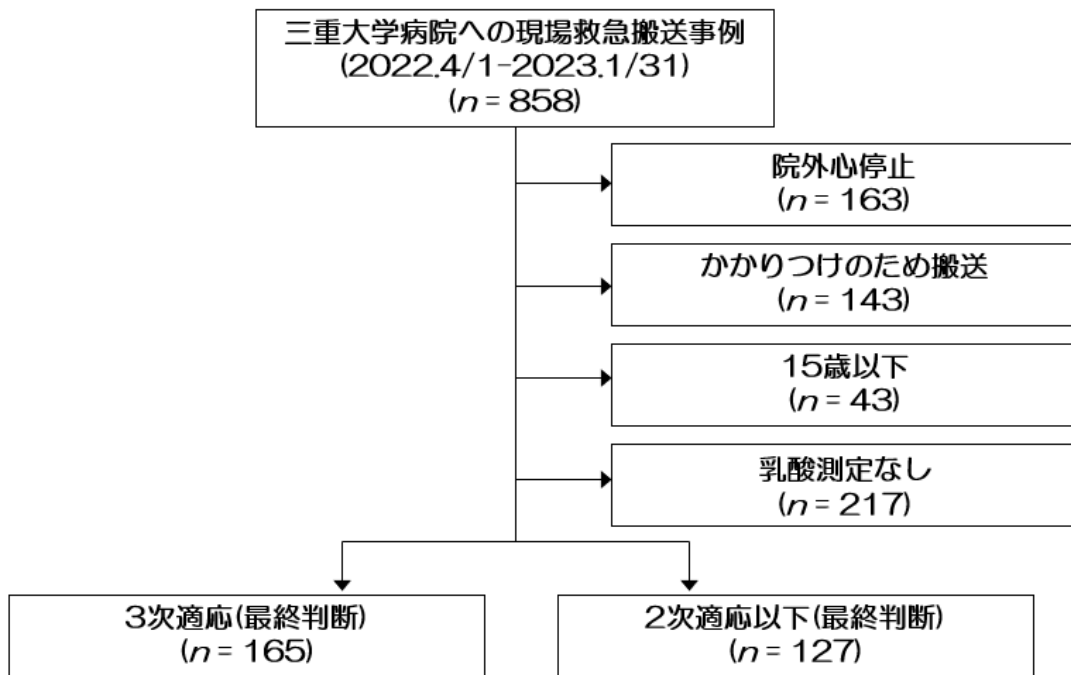 三重大学病院への現場救急搬送事例
(2022.4/1-2023.1/31)
(n = 858)
院外心停止
(n = 163)
かかりつけのため搬送
(n = 143)
15歳以下
(n = 43)
乳酸測定なし
(n = 217)
3次適応(最終判断)
(n = 165)
2次適応以下(最終判断)
(n = 127)